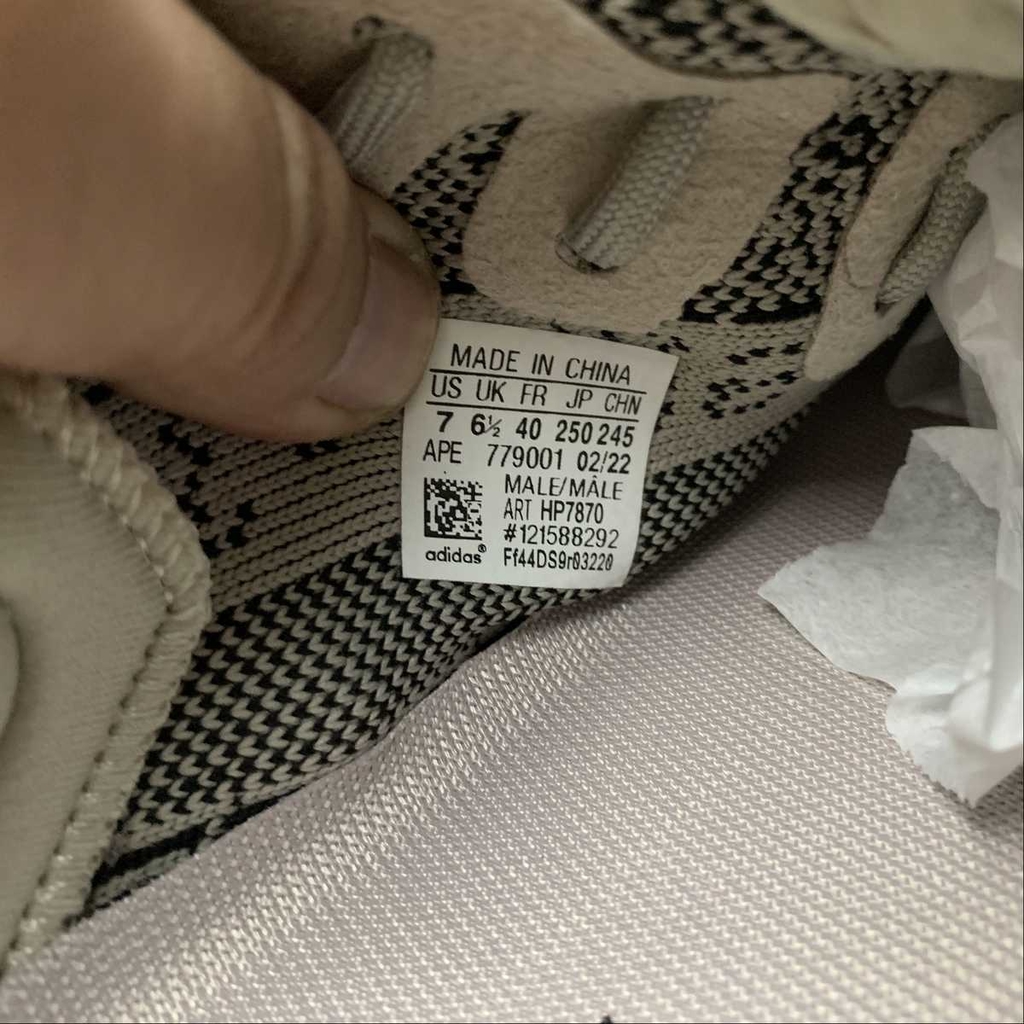 MADE IN CHINA
US UK FR JP CHN
7 6½ 40 250 245
APE 779001 02/22
MALE/MÂLE
ART HP7870
#121588292
adidas® Ff44DS9r03220